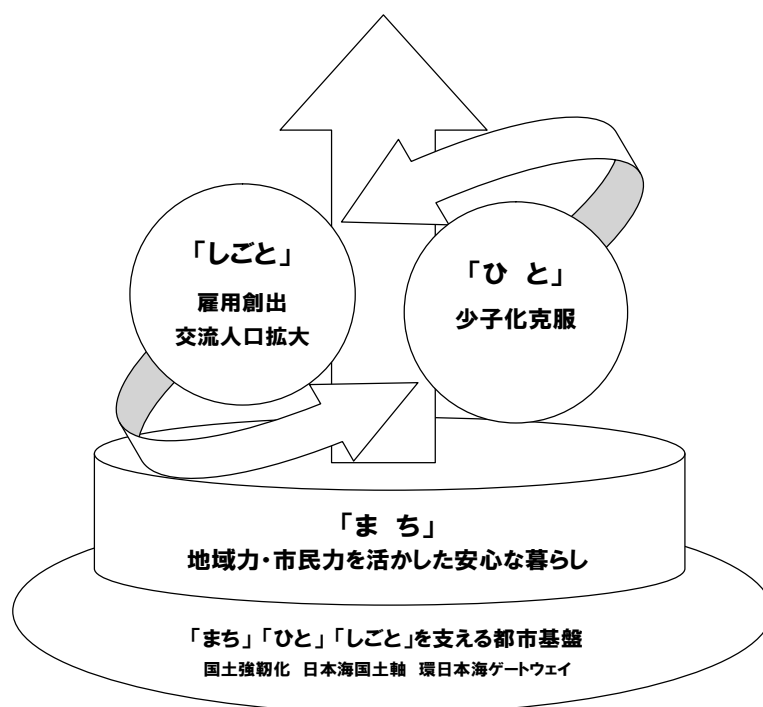 「しごと」
雇用創出
交流人口拡大
「ひ と」
少子化克服
「ま ち」
地域力・市民力を活かした安心な暮らし
「まち」「ひと」「しごと」を支える都市基盤
国土強靭化 日本海国土軸 環日本海ゲートウェイ